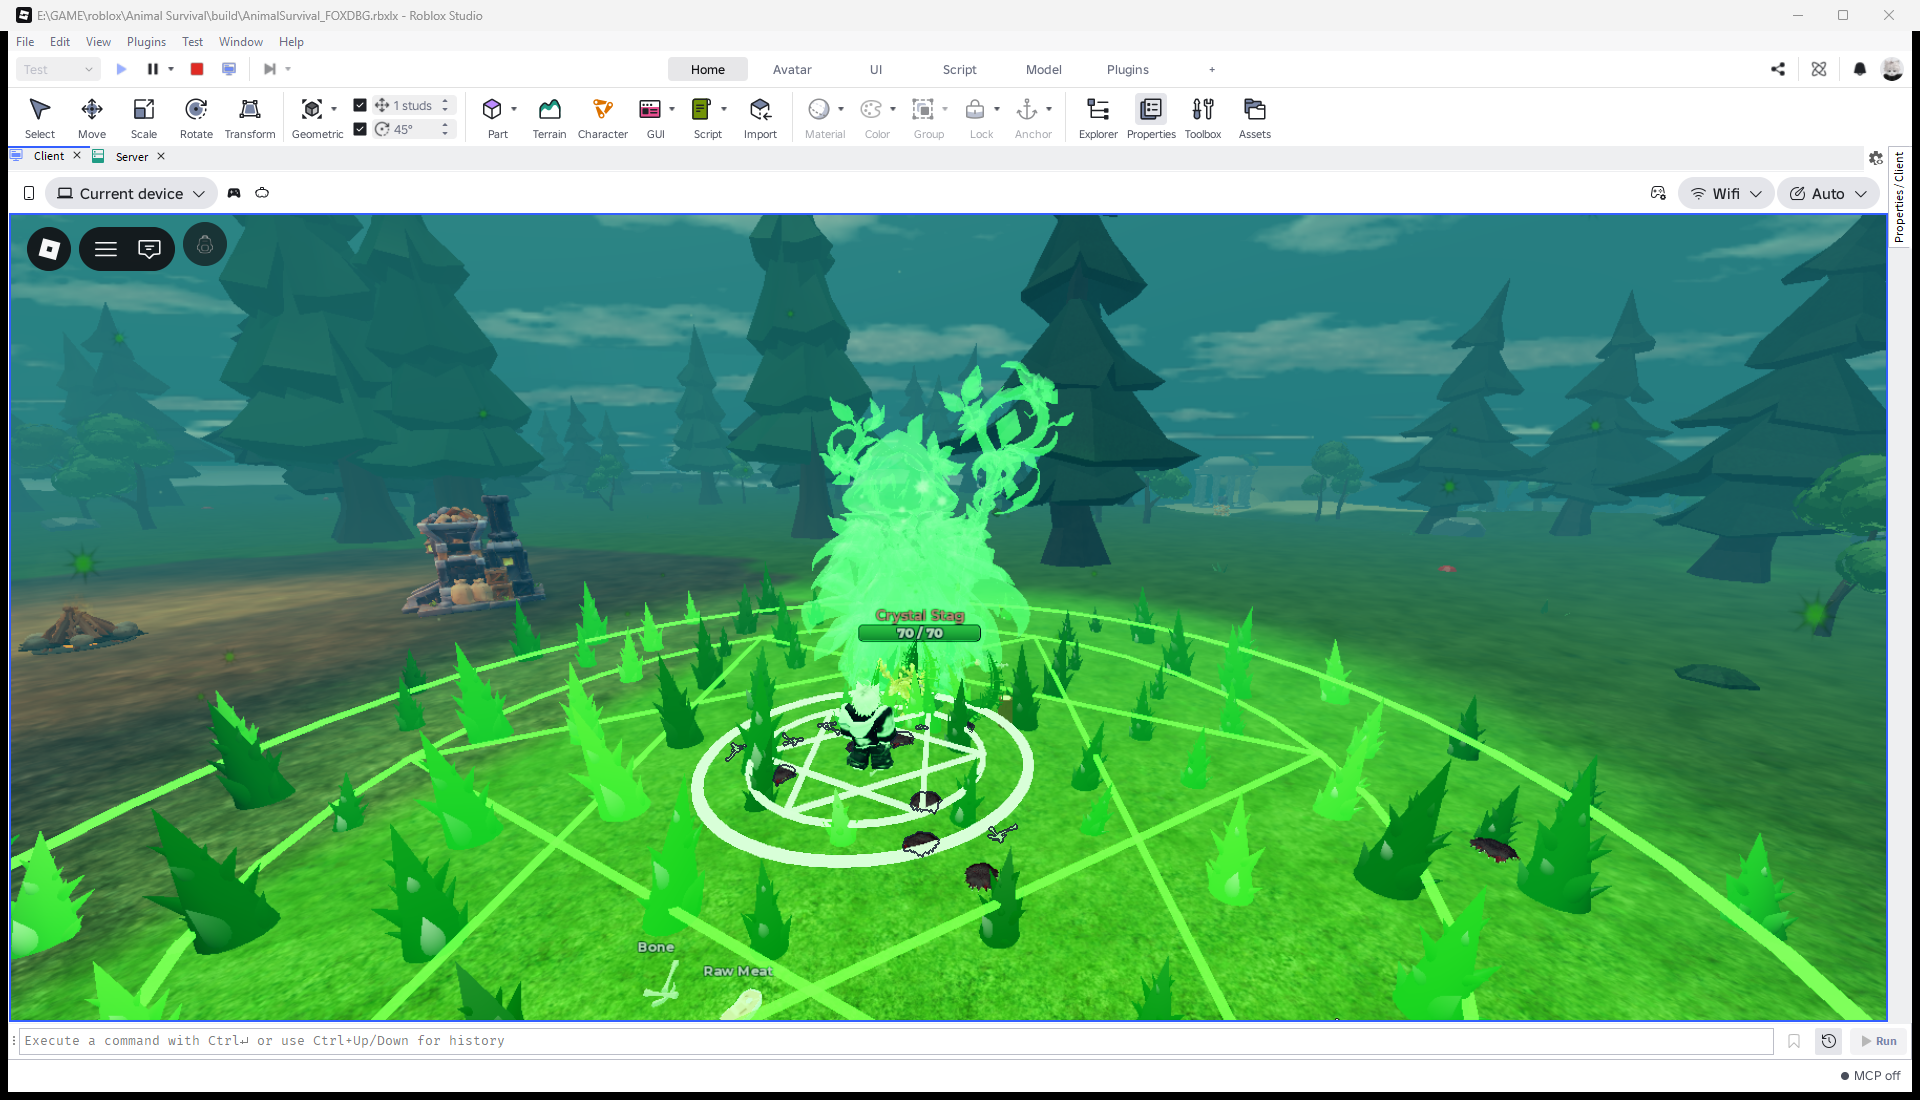 E:\GAME\roblox\Animal Survival\build\AnimalSurvival_FOXDBG.rbxlx - Roblox Studio
File Edit View Plugins Test Window Help
Test
Home Avatar UI Script Model Plugins +
1 studs
45°
Select Move Scale Rotate Transform Geometric Part Terrain Character GUI Script Import Material Color Group Lock Anchor Explorer Properties Toolbox Assets
Client Server
Properties / Client
Current device Wifi Auto
Crystal Stag
70 / 70
Bone
Raw Meat
Execute a command with Ctrl↵ or use Ctrl+Up/Down for history
Run
MCP off